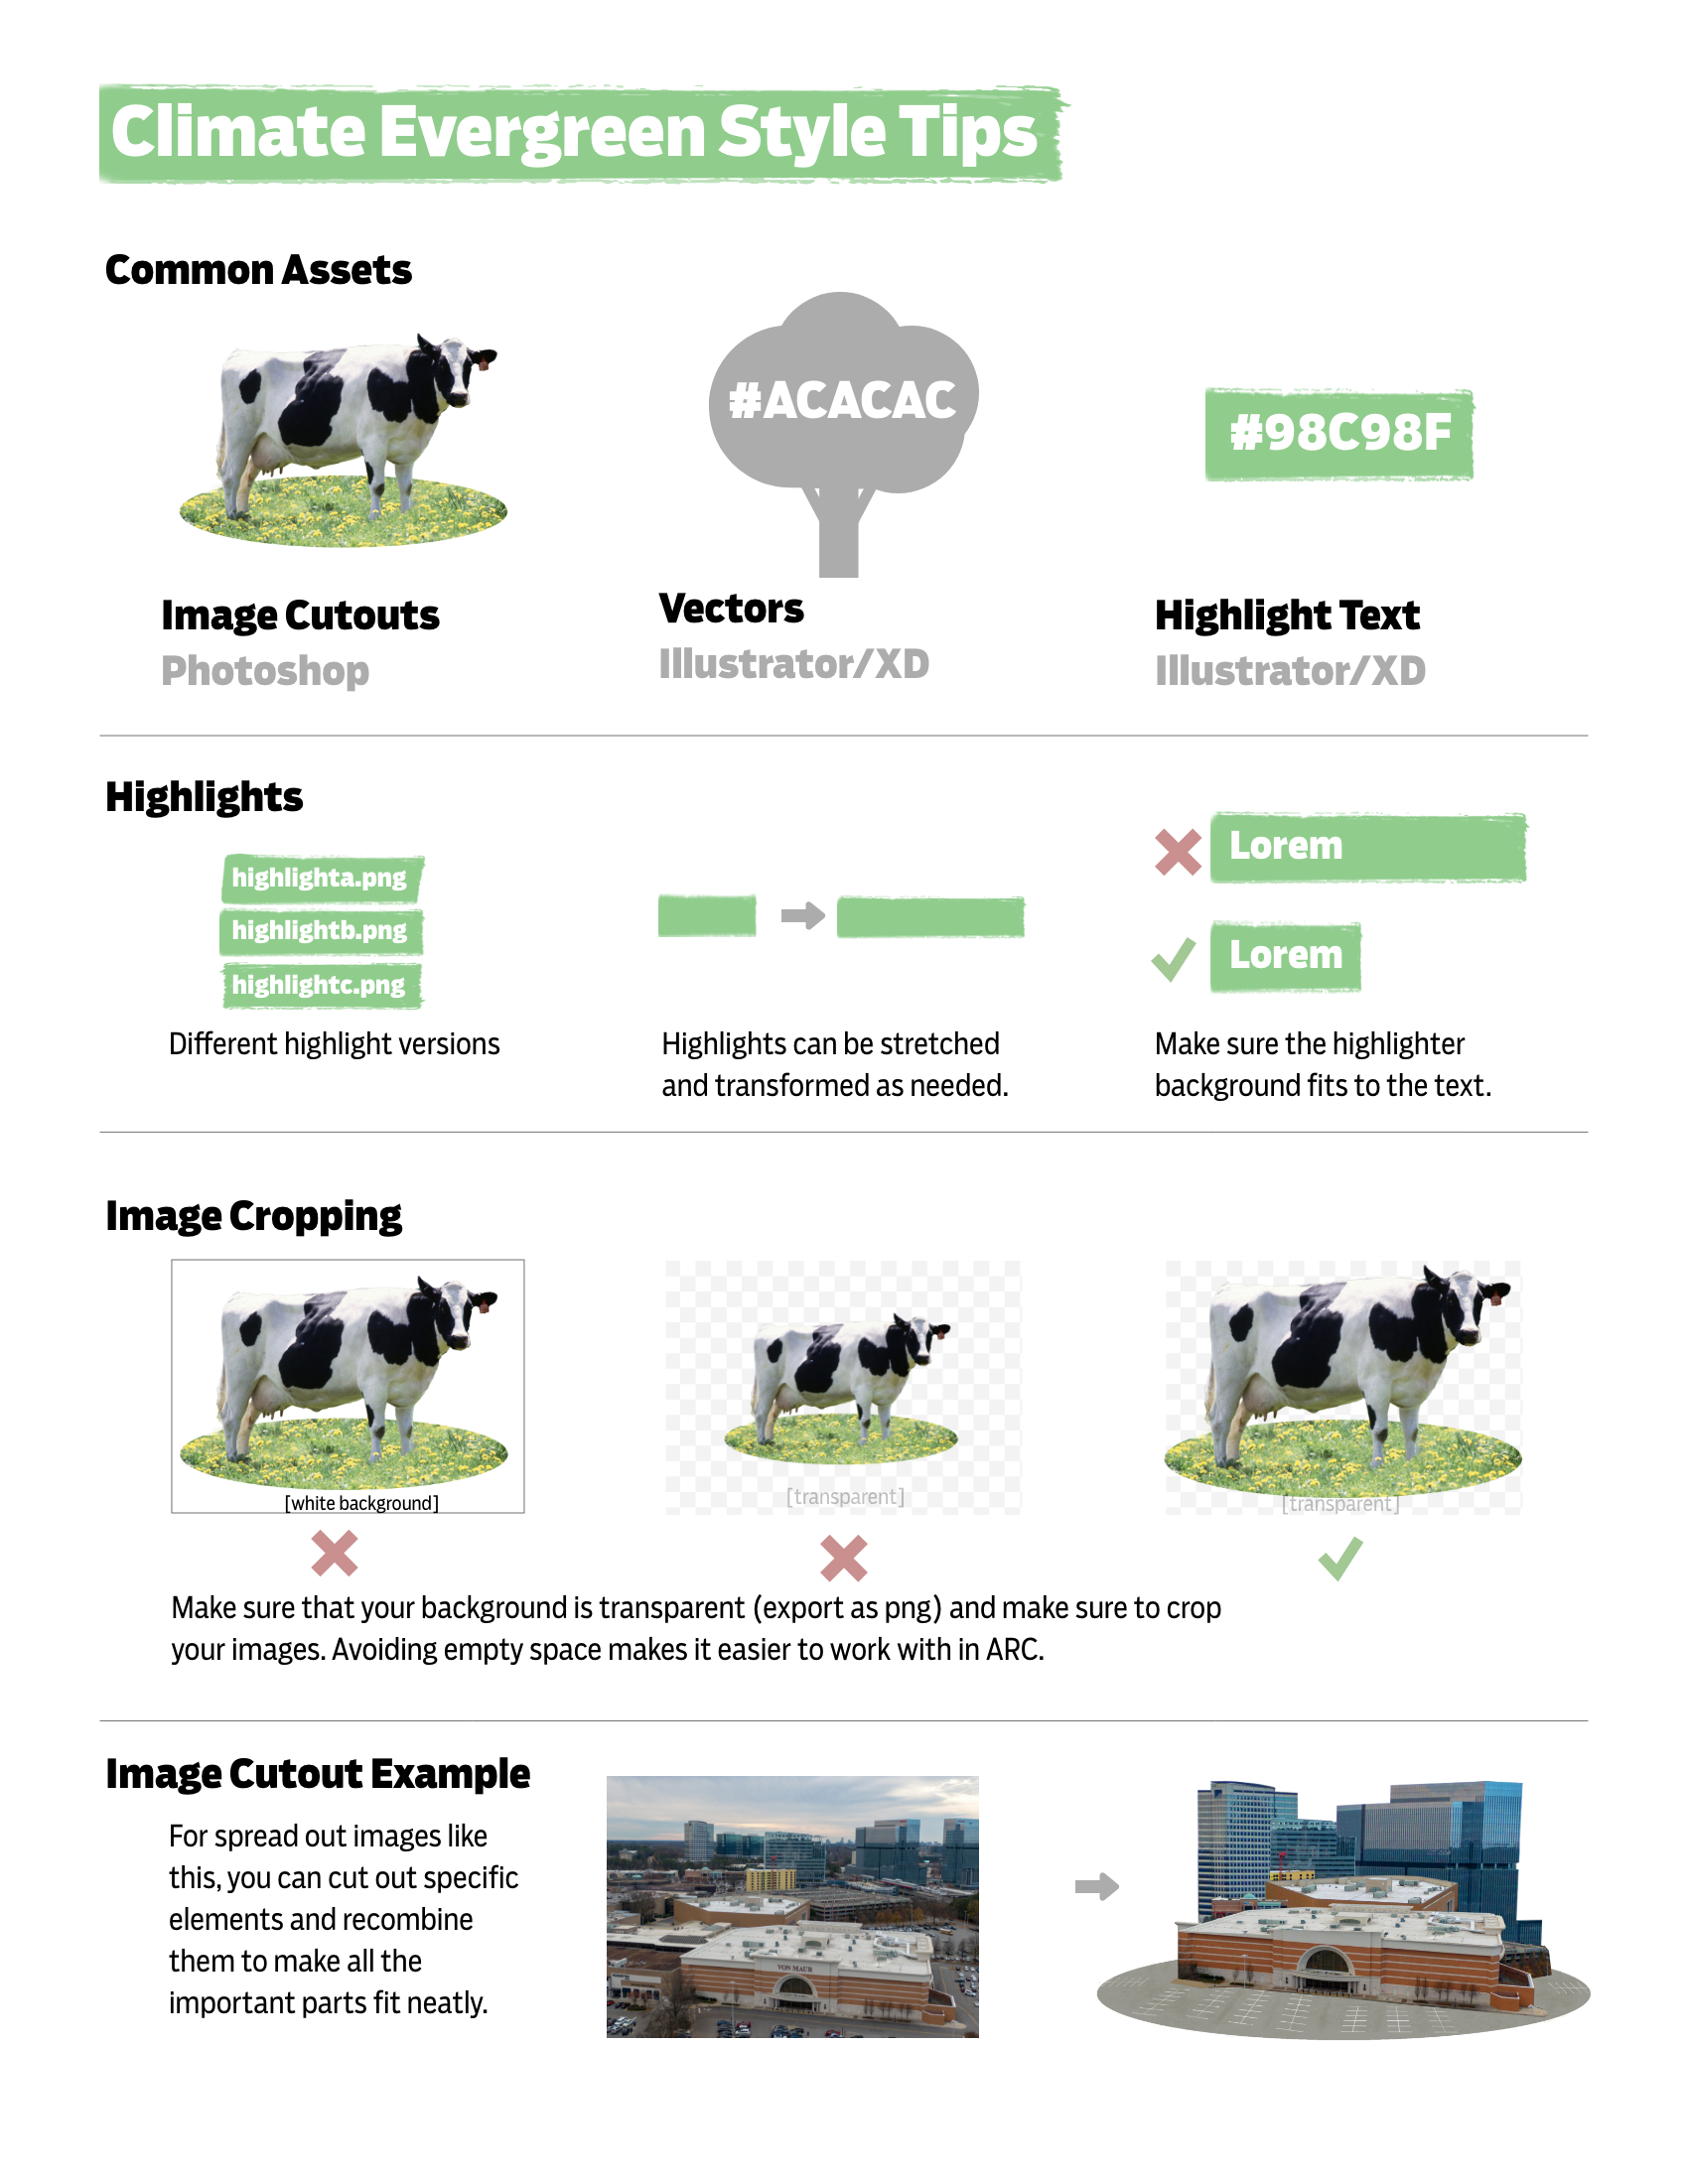 Climate Evergreen Style Tips
Common Assets
#ACACAC
#98C98F
Image Cutouts
Photoshop
Vectors
Illustrator/XD
Highlight Text
Illustrator/XD
Highlights
highlighta.png
highlightb.png
highlightc.png
Different highlight versions
Highlights can be stretched
and transformed as needed.
Lorem
Lorem
Make sure the highlighter
background fits to the text.
Image Cropping
[white background]
[transparent]
[transparent]
Make sure that your background is transparent (export as png) and make sure to crop
your images. Avoiding empty space makes it easier to work with in ARC.
Image Cutout Example
For spread out images like
this, you can cut out specific
elements and recombine
them to make all the
important parts fit neatly.
VON MAUR